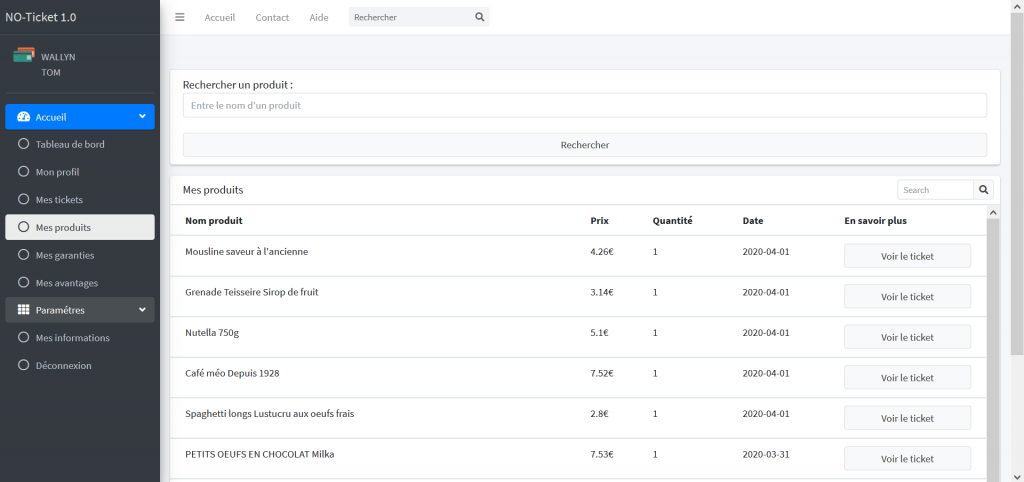 NO-Ticket 1.0
WALLYN
TOM
Accueil
Tableau de bord
Mon profil
Mes tickets
Mes produits
Mes garanties
Mes avantages
Paramétres
Mes informations
Déconnexion
Accueil Contact Aide Rechercher
Rechercher un produit :
Entre le nom d'un produit
Rechercher
Mes produits Search
Nom produit Prix Quantité Date En savoir plus
Mousline saveur à l'ancienne 4.26€ 1 2020-04-01 Voir le ticket
Grenade Teisseire Sirop de fruit 3.14€ 1 2020-04-01 Voir le ticket
Nutella 750g 5.1€ 1 2020-04-01 Voir le ticket
Café méo Depuis 1928 7.52€ 1 2020-04-01 Voir le ticket
Spaghetti longs Lustucru aux oeufs frais 2.8€ 1 2020-04-01 Voir le ticket
PETITS OEUFS EN CHOCOLAT Milka 7.53€ 1 2020-03-31 Voir le ticket